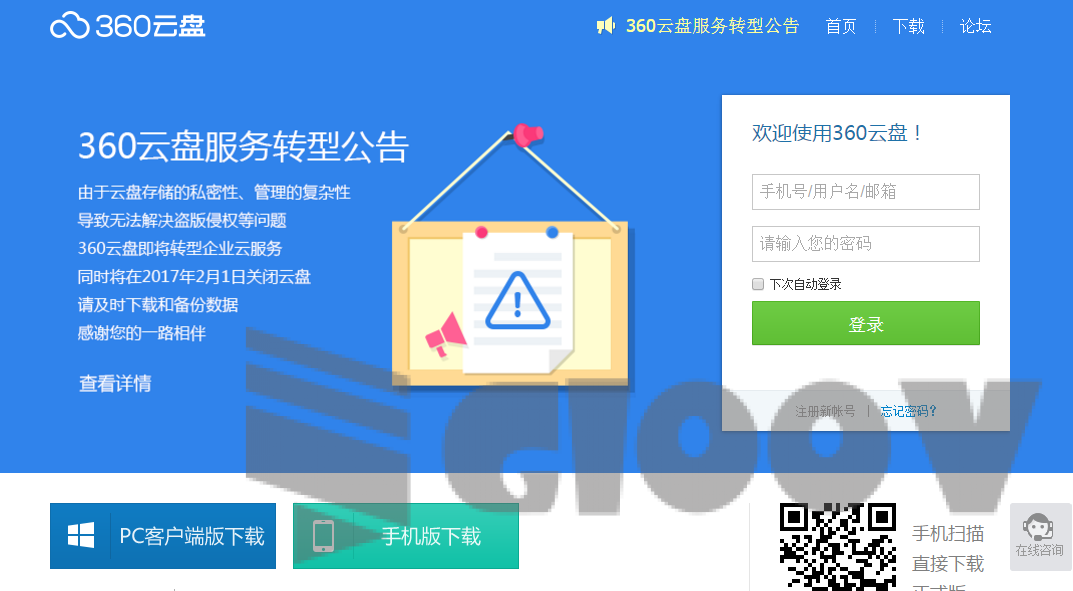 360云盘
360云盘服务转型公告
首页
下载
论坛
360云盘服务转型公告
由于云盘存储的私密性、管理的复杂性
导致无法解决盗版侵权等问题
360云盘即将转型企业云服务
同时将在2017年2月1日关闭云盘
请及时下载和备份数据
感谢您的一路相伴
查看详情
欢迎使用360云盘！
手机号/用户名/邮箱
请输入您的密码
下次自动登录
登录
注册新帐号 | 忘记密码?
GIOOV
PC客户端版下载
手机版下载
手机扫描
直接下载
正式版
在线咨询